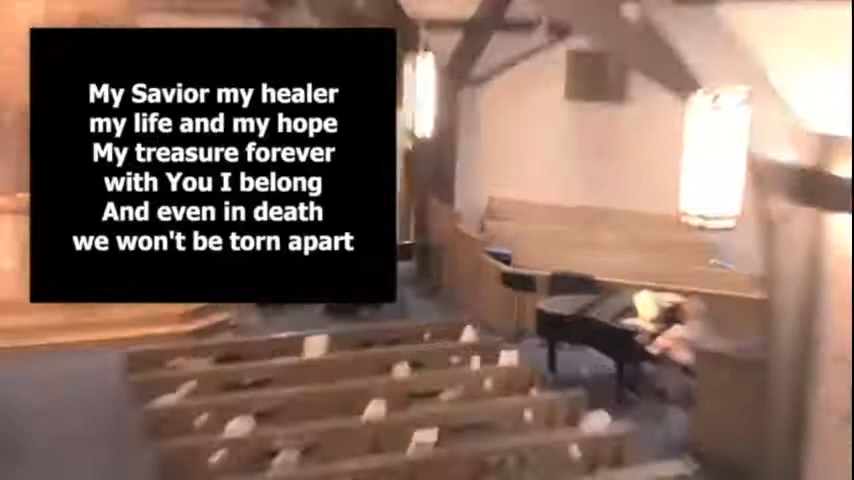 My Savior my healer
my life and my hope
My treasure forever
with You I belong
And even in death
we won't be torn apart